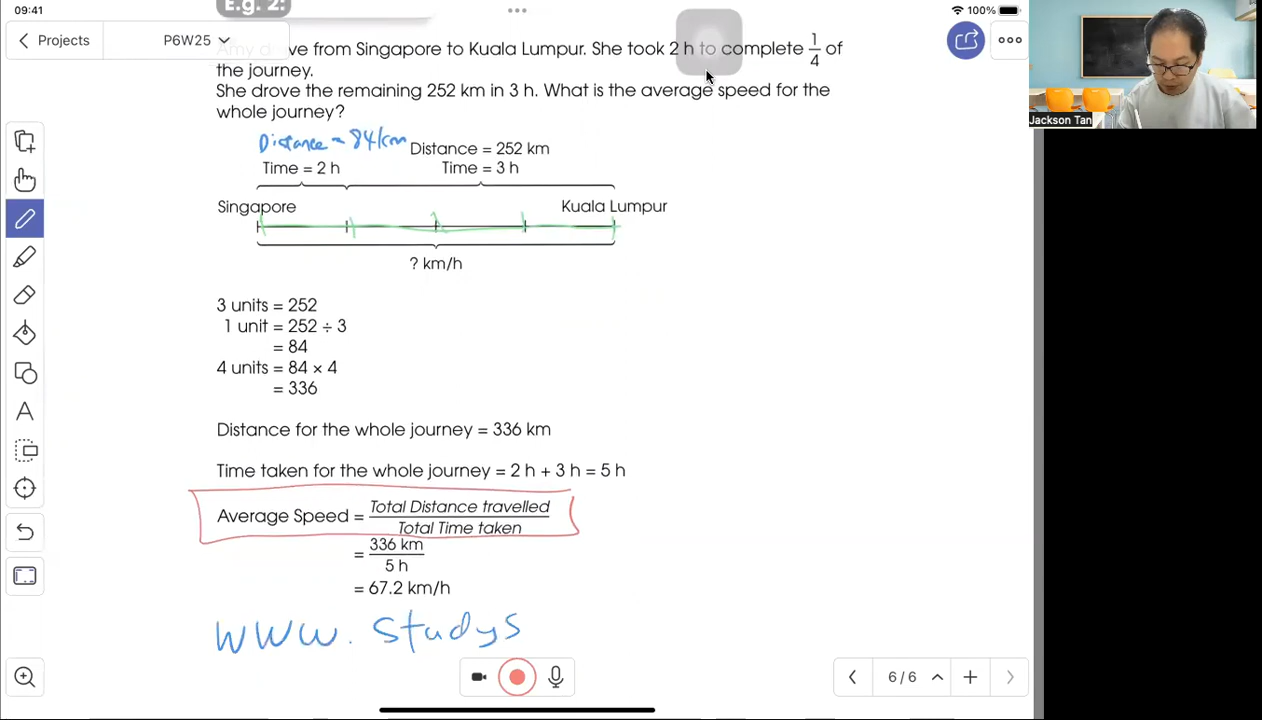 09:41
E.g. 2:
100%
Projects
P6W25
Amy drove from Singapore to Kuala Lumpur. She took 2 h to complete 1/4 of
the journey.
She drove the remaining 252 km in 3 h. What is the average speed for the
whole journey?
Distance = 84km
Distance = 252 km
Time = 2 h
Time = 3 h
Singapore
Kuala Lumpur
? km/h
3 units = 252
1 unit = 252 ÷ 3
= 84
4 units = 84 × 4
= 336
Distance for the whole journey = 336 km
Time taken for the whole journey = 2 h + 3 h = 5 h
Average Speed = Total Distance travelled / Total Time taken
= 336 km / 5 h
= 67.2 km/h
www. studys
6/6
Jackson Tan